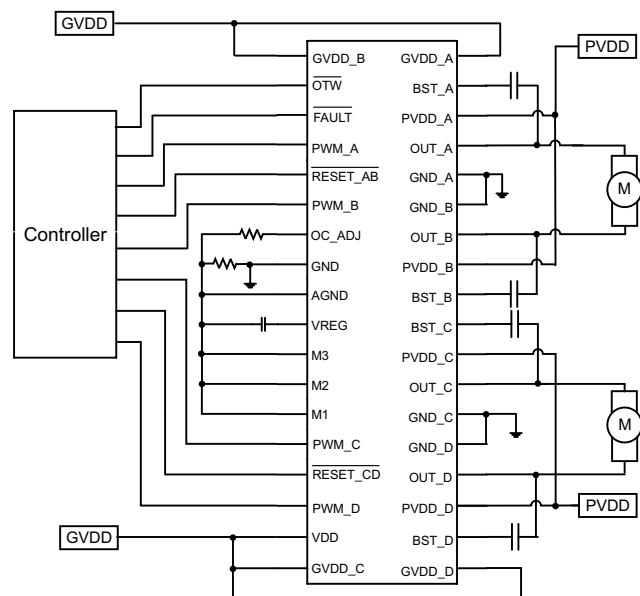 GVDD
PVDD
GVDD_B
GVDD_A
OTW
BST_A
FAULT
PVDD_A
PWM_A
OUT_A
RESET_AB
GND_A
M
PWM_B
GND_B
Controller
OC_ADJ
OUT_B
GND
PVDD_B
AGND
BST_B
VREG
BST_C
M3
PVDD_C
M2
OUT_C
M1
GND_C
M
PWM_C
GND_D
RESET_CD
OUT_D
PWM_D
PVDD_D
PVDD
GVDD
VDD
BST_D
GVDD_C
GVDD_D